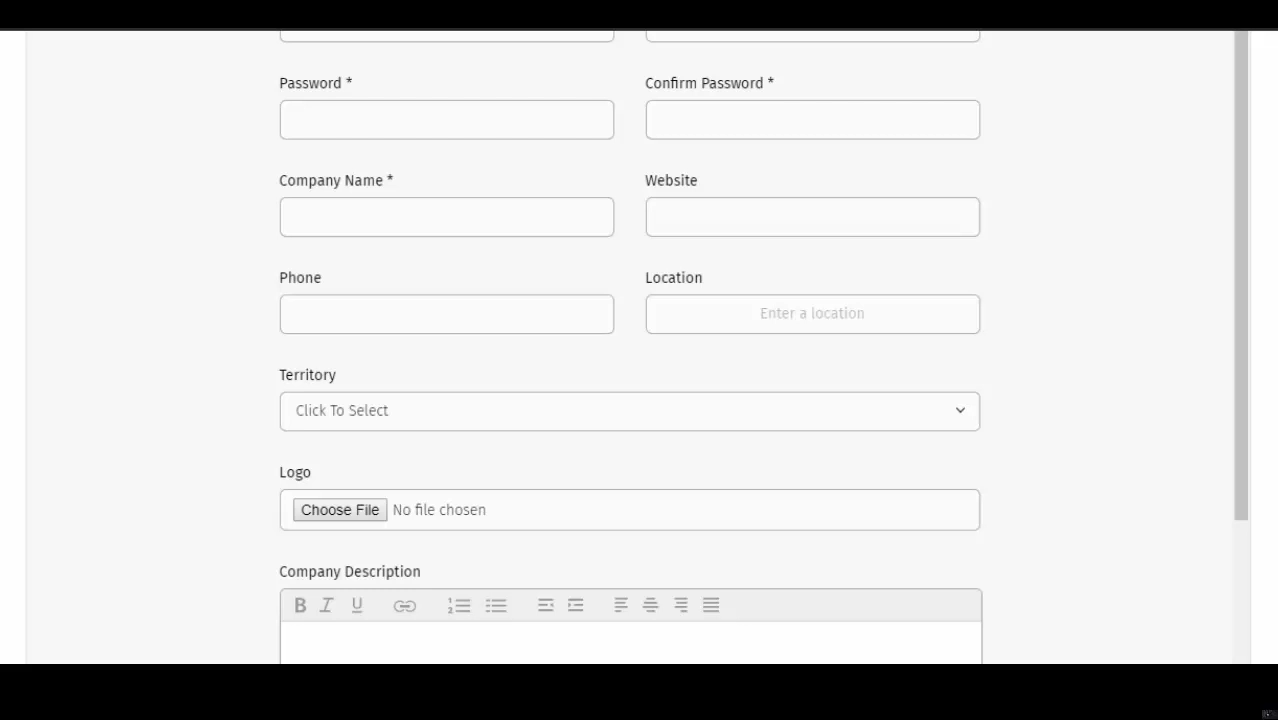 Password * Confirm Password *
Company Name * Website
Phone Location
Enter a location
Territory
Click To Select
Logo
Choose File No file chosen
Company Description
B I U